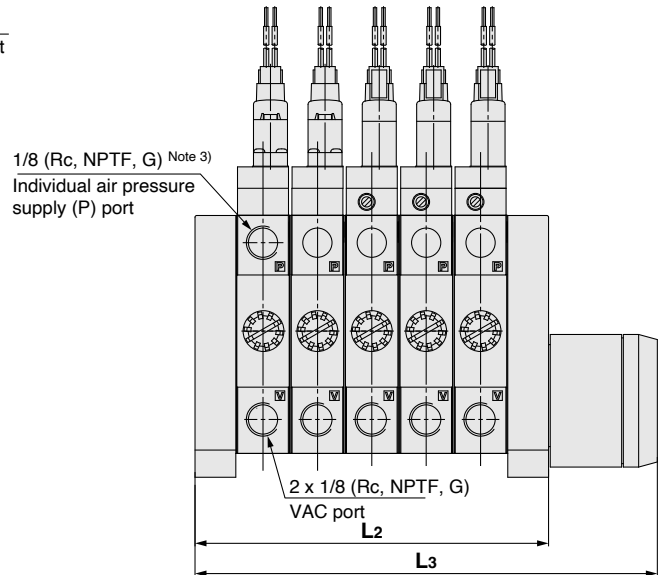 t
1/8 (Rc, NPTF, G) Note 3)
Individual air pressure
supply (P) port
P P P P P
V V V V V
2 x 1/8 (Rc, NPTF, G)
VAC port
L2
L3